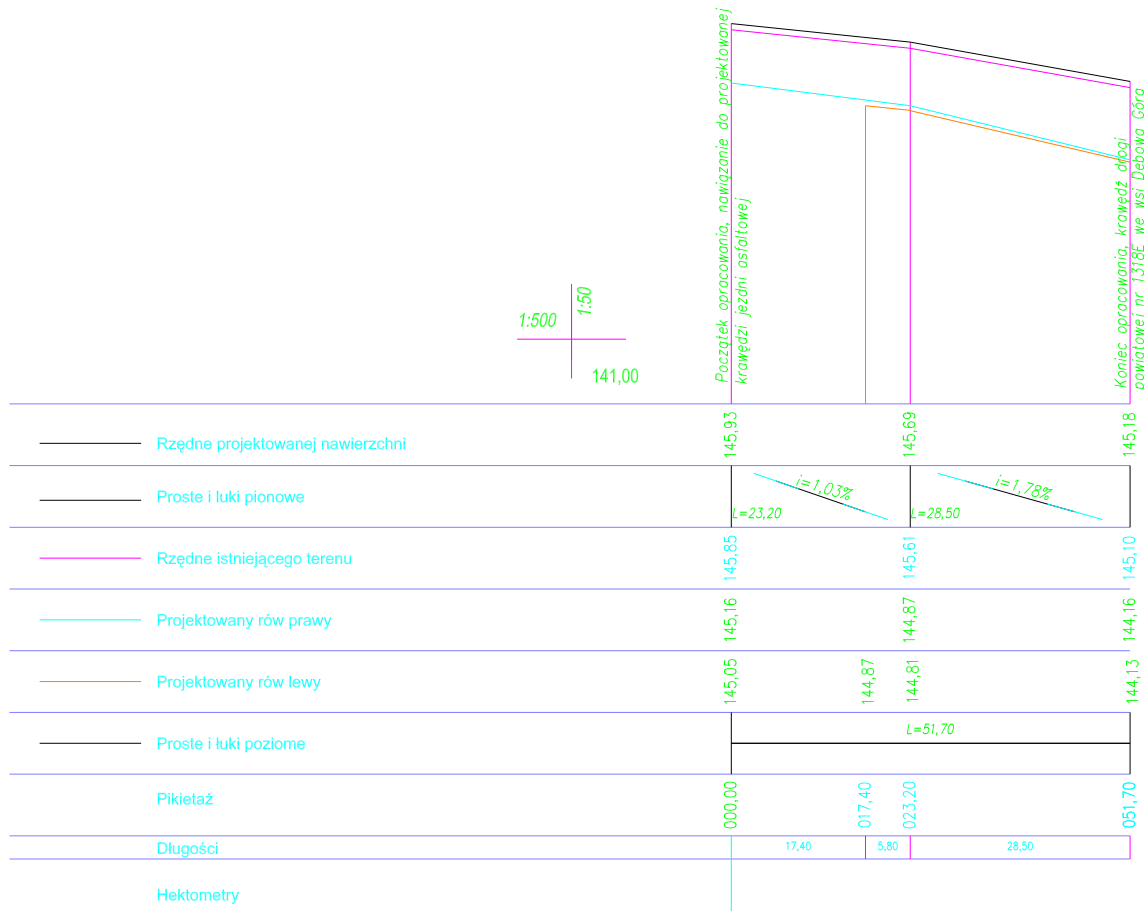 Początek opracowania, nawiązanie do projektowanej
krawędzi jezdni asfaltowej
Koniec opracowania, krawędź drogi
powiatowej nr 1318E we wsi Dębowa Góra
1:500
1:50
141,00
Rzędne projektowanej nawierzchni
145,93
145,69
145,18
Proste i luki pionowe
i=1,03%
L=23,20
i=1,78%
L=28,50
Rzędne istniejącego terenu
145,85
145,61
145,10
Projektowany rów prawy
145,16
144,87
144,16
Projektowany rów lewy
145,05
144,87
144,81
144,13
Proste i łuki poziome
L=51,70
Pikietaż
000,00
017,40
023,20
051,70
Długości
17,40
5,80
28,50
Hektometry